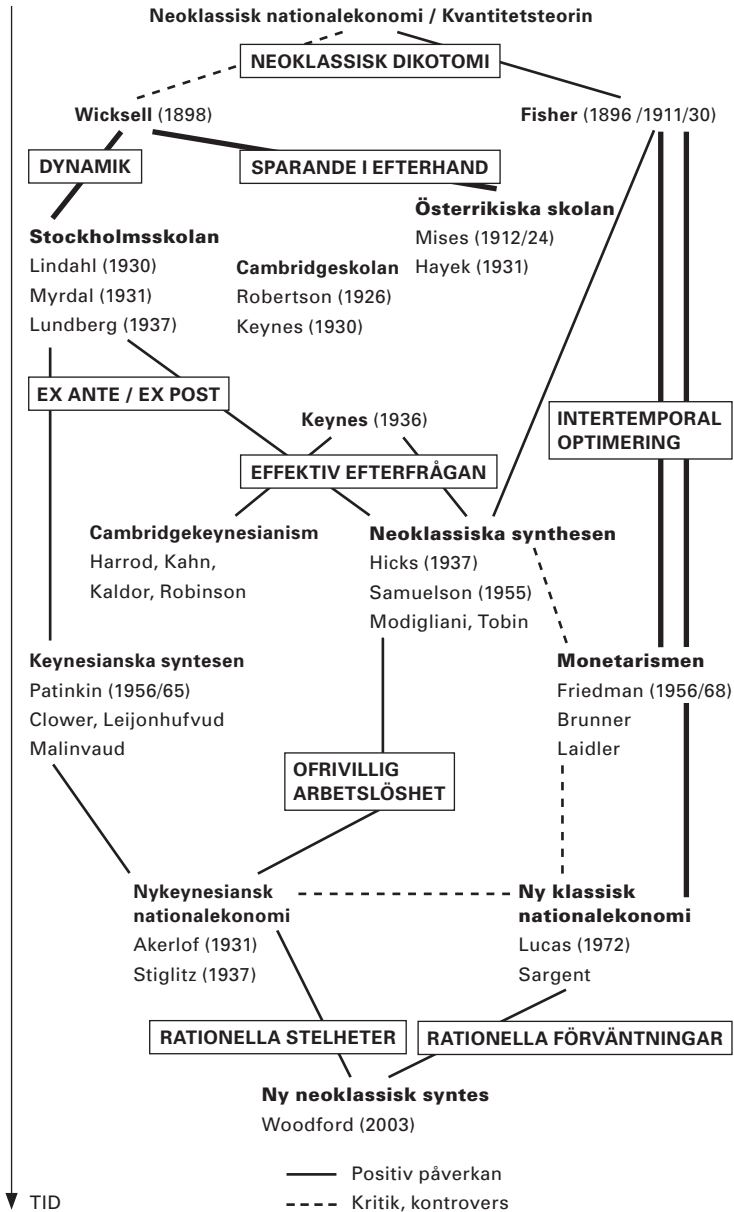 Neoklassisk nationalekonomi / Kvantitetsteorin
NEOKLASSISK DIKOTOMI
Wicksell (1898)
Fisher (1896 /1911/30)
DYNAMIK
SPARANDE I EFTERHAND
Österrikiska skolan
Mises (1912/24)
Hayek (1931)
Stockholmsskolan
Lindahl (1930)
Myrdal (1931)
Lundberg (1937)
Cambridgeskolan
Robertson (1926)
Keynes (1930)
EX ANTE / EX POST
Keynes (1936)
INTERTEMPORAL
OPTIMERING
EFFEKTIV EFTERFRÅGAN
Cambridgekeynesianism
Harrod, Kahn,
Kaldor, Robinson
Neoklassiska synthesen
Hicks (1937)
Samuelson (1955)
Modigliani, Tobin
Keynesianska syntesen
Patinkin (1956/65)
Clower, Leijonhufvud
Malinvaud
Monetarismen
Friedman (1956/68)
Brunner
Laidler
OFRIVILLIG
ARBETSLÖSHET
Nykeynesiansk
nationalekonomi
Akerlof (1931)
Stiglitz (1937)
Ny klassisk
nationalekonomi
Lucas (1972)
Sargent
RATIONELLA STELHETER
RATIONELLA FÖRVÄNTNINGAR
Ny neoklassisk syntes
Woodford (2003)
Positiv påverkan
TID
Kritik, kontrovers